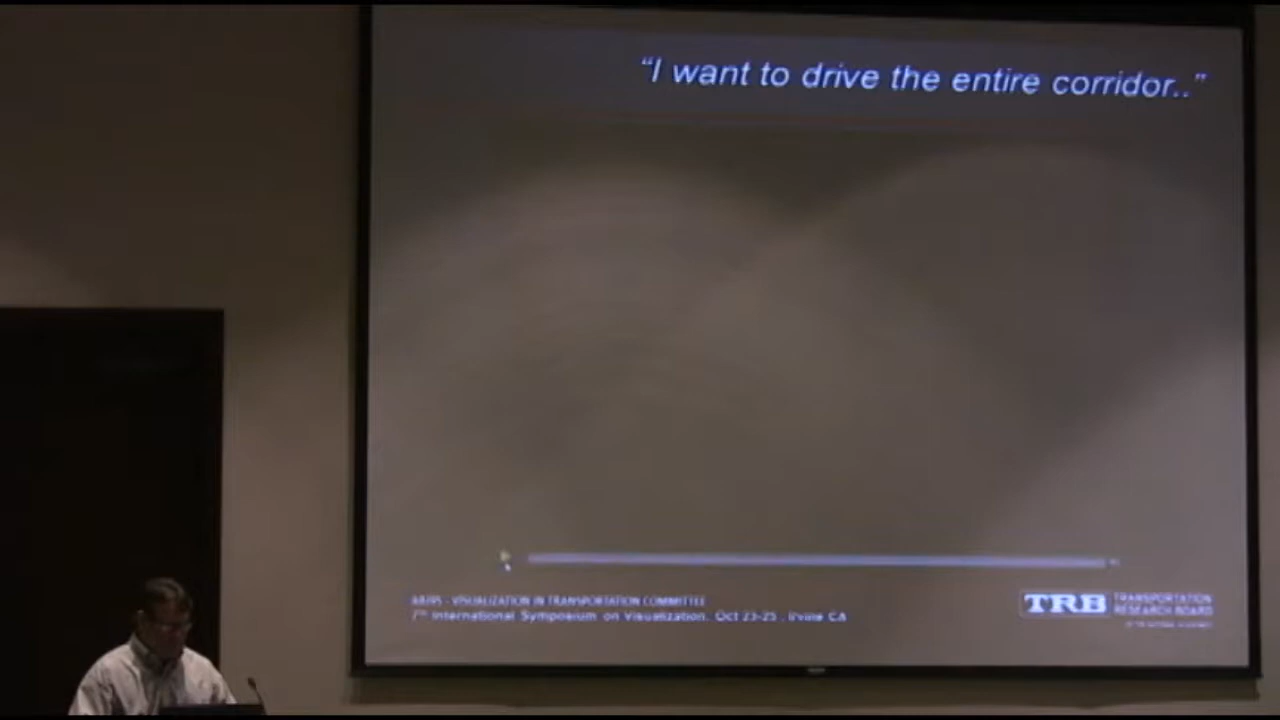 “I want to drive the entire corridor..”
- VISUALIZATION IN TRANSPORTATION COMMITTEE
7TH International Symposium on Visualization. Oct 23-25 . Irvine CA
TRB TRANSPORTATION
RESEARCH BOARD